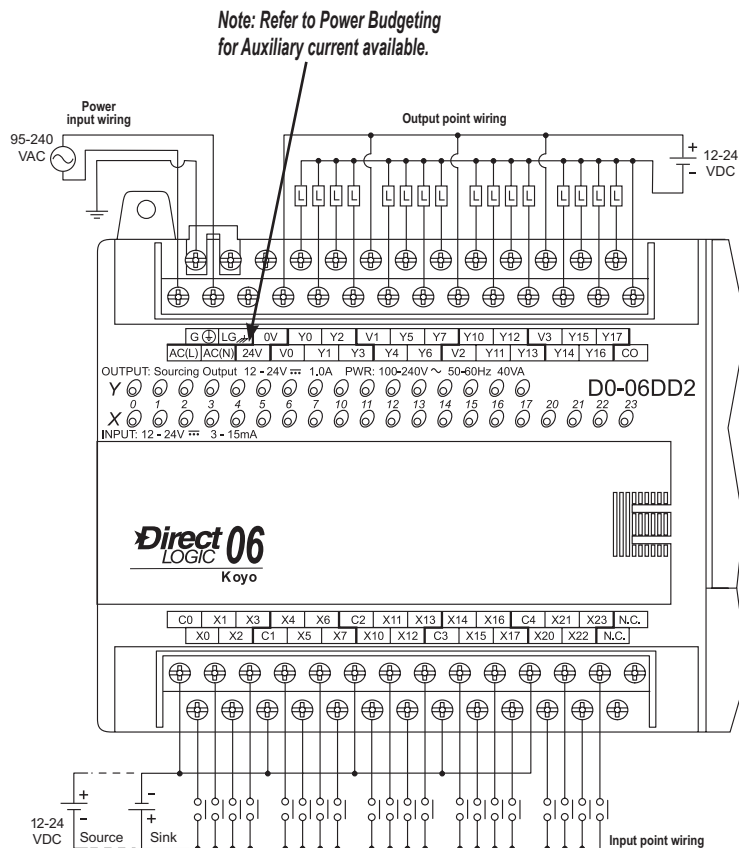 Note: Refer to Power Budgeting
for Auxiliary current available.
Power
input wiring
Output point wiring
95-240
VAC
+
12-24
-
VDC
L L L L L L L L L L L L L L L L
G LG 0V Y0 Y2 V1 Y5 Y7 Y10 Y12 V3 Y15 Y17
AC(L) AC(N) 24V V0 Y1 Y3 Y4 Y6 V2 Y11 Y13 Y14 Y16 CO
OUTPUT: Sourcing Output 12 - 24V ⎓ 1.0A PWR: 100-240V ~ 50-60Hz 40VA
D0-06DD2
Y
0 1 2 3 4 5 6 7 10 11 12 13 14 15 16 17 20 21 22 23
X
INPUT: 12 - 24V ⎓ 3 - 15mA
Direct
LOGIC
06
Koyo
C0 X1 X3 X4 X6 C2 X11 X13 X14 X16 C4 X21 X23 N.C.
X0 X2 C1 X5 X7 X10 X12 C3 X15 X17 X20 X22 N.C.
+ -
- +
12-24
VDC
Source
Sink
Input point wiring